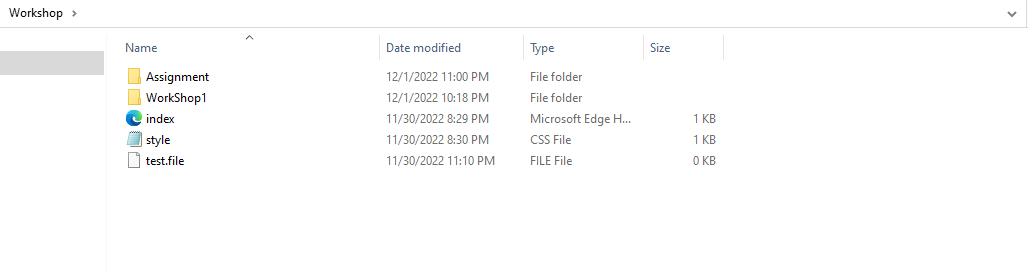 Workshop
Name Date modified Type Size
Assignment 12/1/2022 11:00 PM File folder
WorkShop1 12/1/2022 10:18 PM File folder
index 11/30/2022 8:29 PM Microsoft Edge H... 1 KB
style 11/30/2022 8:30 PM CSS File 1 KB
test.file 11/30/2022 11:10 PM FILE File 0 KB